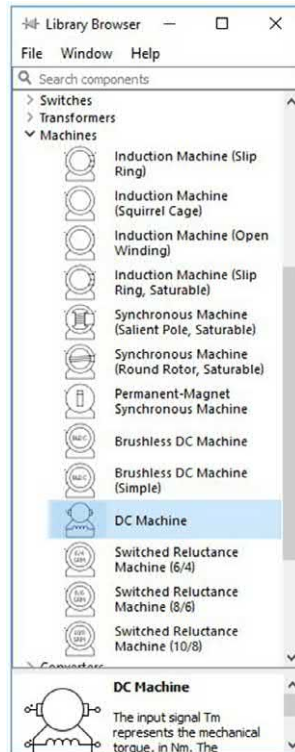 Library Browser
File Window Help
Search components
Switches
Transformers
Machines
Induction Machine (Slip
Ring)
Induction Machine
(Squirrel Cage)
Induction Machine (Open
Winding)
Induction Machine (Slip
Ring, Saturable)
Synchronous Machine
(Salient Pole, Saturable)
Synchronous Machine
(Round Rotor, Saturable)
Permanent-Magnet
Synchronous Machine
Brushless DC Machine
Brushless DC Machine
(Simple)
DC Machine
Switched Reluctance
Machine (6/4)
Switched Reluctance
Machine (8/6)
Switched Reluctance
Machine (10/8)
Converters
DC Machine
The input signal Tm
represents the mechanical
torque, in Nm. The